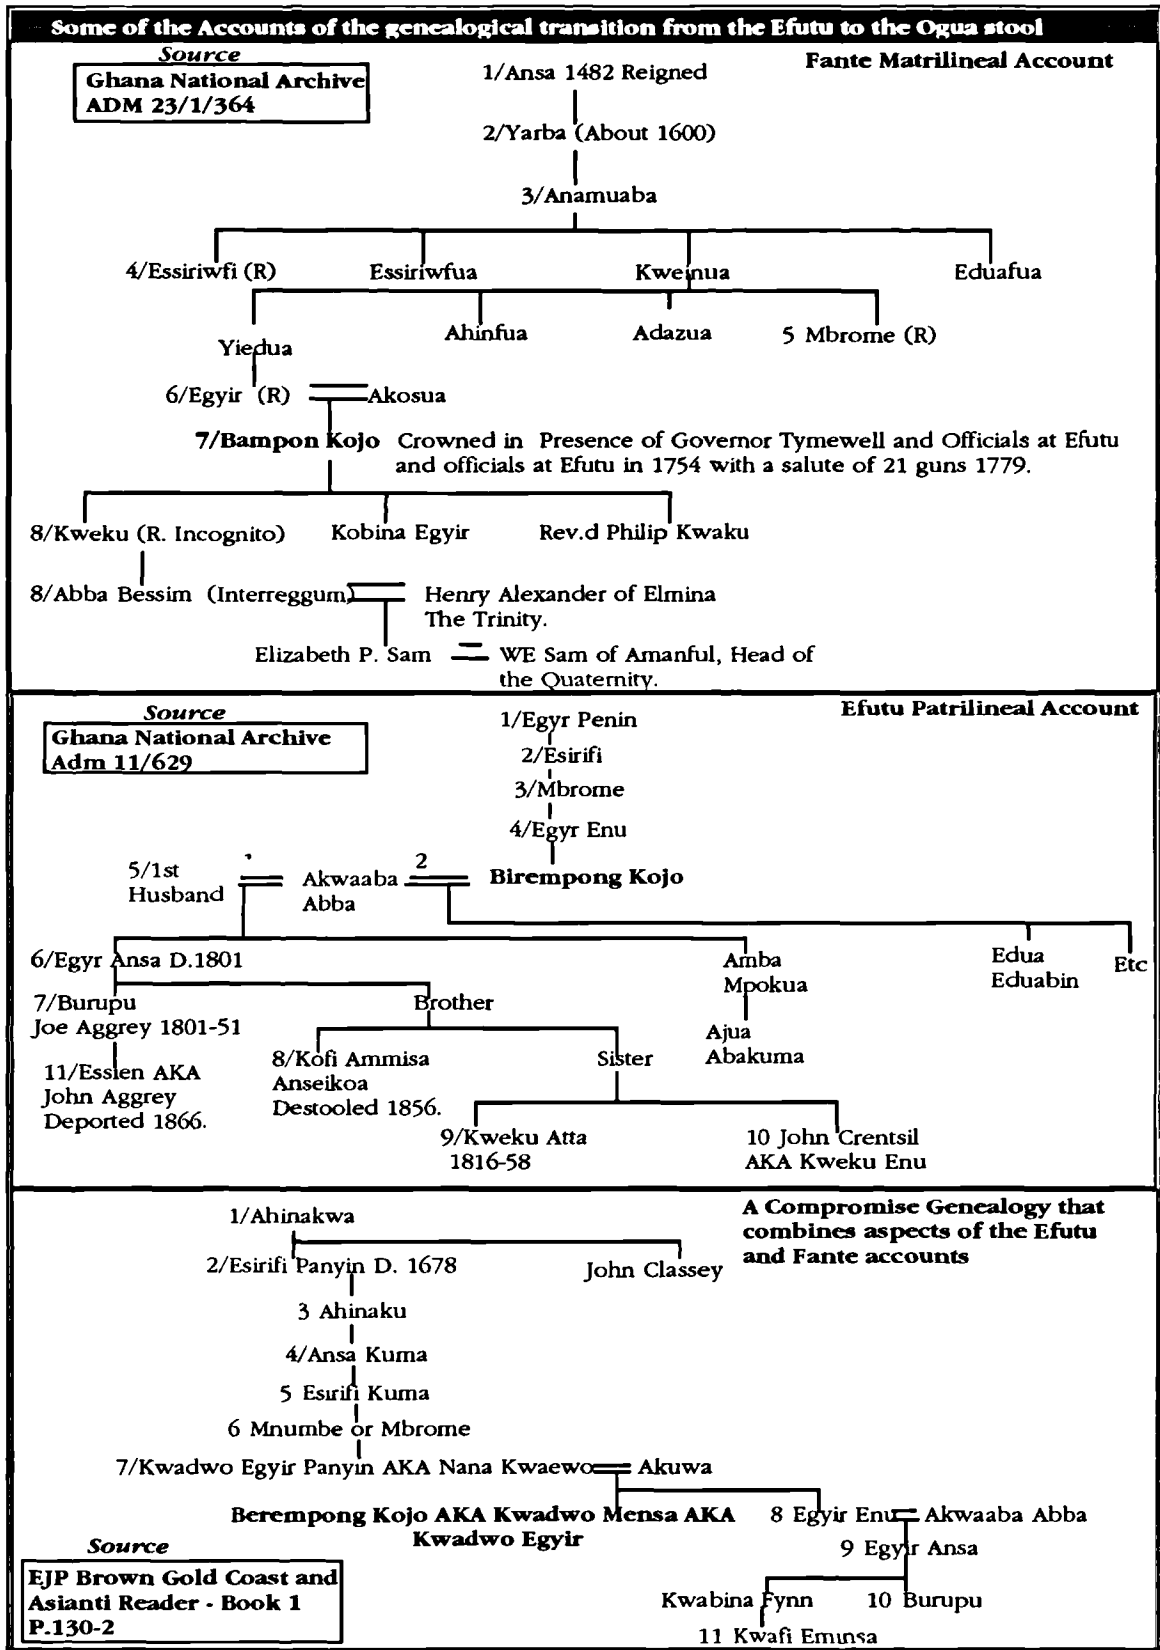 Some of the Accounts of the genealogical transition from the Efutu to the Ogua stool
Source
Ghana National Archive
ADM 23/1/364
Fante Matrilineal Account
1/Ansa 1482 Reigned
2/Yarba (About 1600)
3/Anamuaba
4/Essiriwfi (R)
Essiriwfua
Kweinua
Eduafua
Yiedua
Ahinfua
Adazua
5 Mbrome (R)
6/Egyir (R)
Akosua
7/Bampon Kojo Crowned in Presence of Governor Tymewell and Officials at Efutu
and officials at Efutu in 1754 with a salute of 21 guns 1779.
8/Kweku (R. Incognito)
Kobina Egyir
Rev.d Philip Kwaku
8/Abba Bessim (Interreggum)
Henry Alexander of Elmina
The Trinity.
Elizabeth P. Sam
WE Sam of Amanful, Head of
the Quaternity.
Source
Ghana National Archive
Adm 11/629
Efutu Patrilineal Account
1/Egyr Penin
2/Esirifi
3/Mbrome
4/Egyr Enu
5/1st
Husband
Akwaaba
Abba
2
Birempong Kojo
6/Egyr Ansa D.1801
Amba
Mpokua
Edua
Eduabin
Etc
7/Burupu
Joe Aggrey 1801-51
Brother
Ajua
Abakuma
11/Essien AKA
John Aggrey
Deported 1866.
8/Kofi Ammisa
Anseikoa
Destooled 1856.
Sister
9/Kweku Atta
1816-58
10 John Crentsil
AKA Kweku Enu
A Compromise Genealogy that
combines aspects of the Efutu
and Fante accounts
1/Ahinakwa
2/Esirifi Panyin D. 1678
John Classey
3 Ahinaku
4/Ansa Kuma
5 Esirifi Kuma
6 Mnumbe or Mbrome
7/Kwadwo Egyir Panyin AKA Nana Kwaewo
Akuwa
Berempong Kojo AKA Kwadwo Mensa AKA
Kwadwo Egyir
8 Egyir Enu
Akwaaba Abba
9 Egyir Ansa
Kwabina Fynn
10 Burupu
11 Kwafi Emunsa
Source
EJP Brown Gold Coast and
Asianti Reader - Book 1
P.130-2